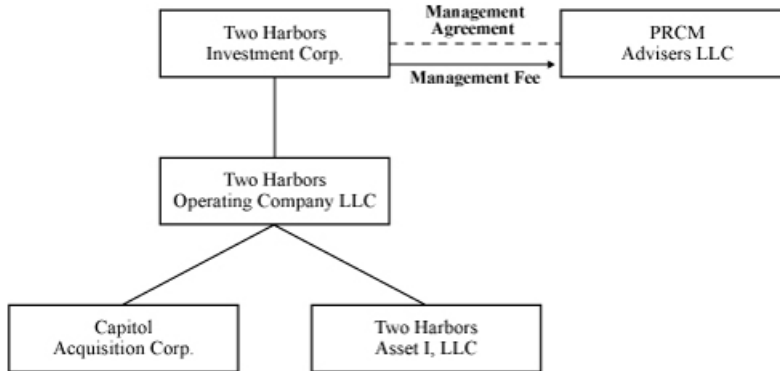 Two Harbors
Investment Corp.
Management
Agreement
Management Fee
PRCM
Advisers LLC
Two Harbors
Operating Company LLC
Capitol
Acquisition Corp.
Two Harbors
Asset I, LLC